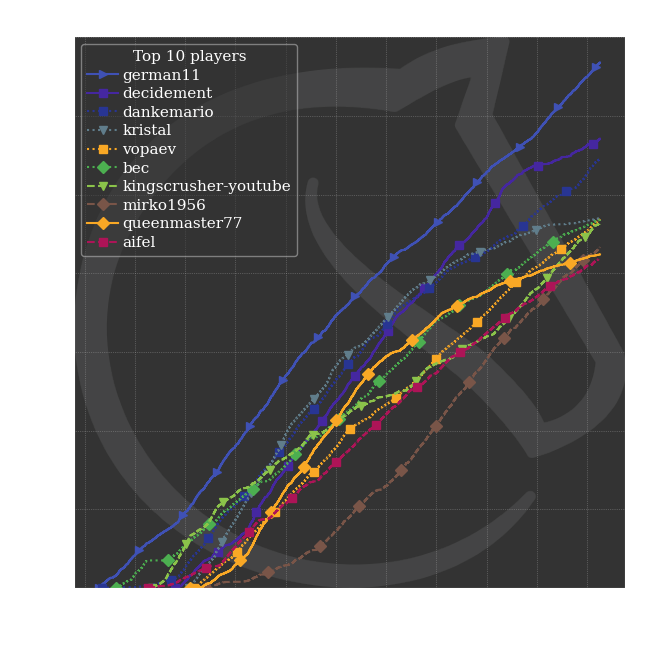 Top 10 players
german11
decidement
dankemario
kristal
vopaev
bec
kingscrusher-youtube
mirko1956
queenmaster77
aifel